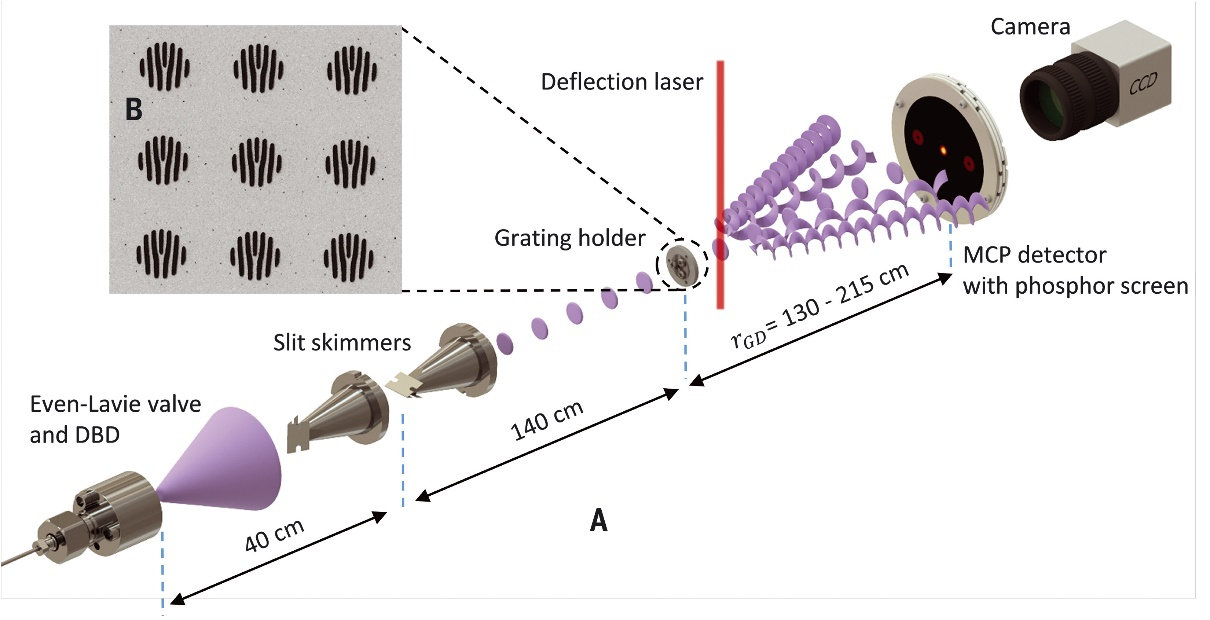 Camera
CCD
Deflection laser
B
Grating holder
MCP detector
with phosphor screen
r_GD = 130 - 215 cm
Slit skimmers
Even-Lavie valve
and DBD
140 cm
A
40 cm